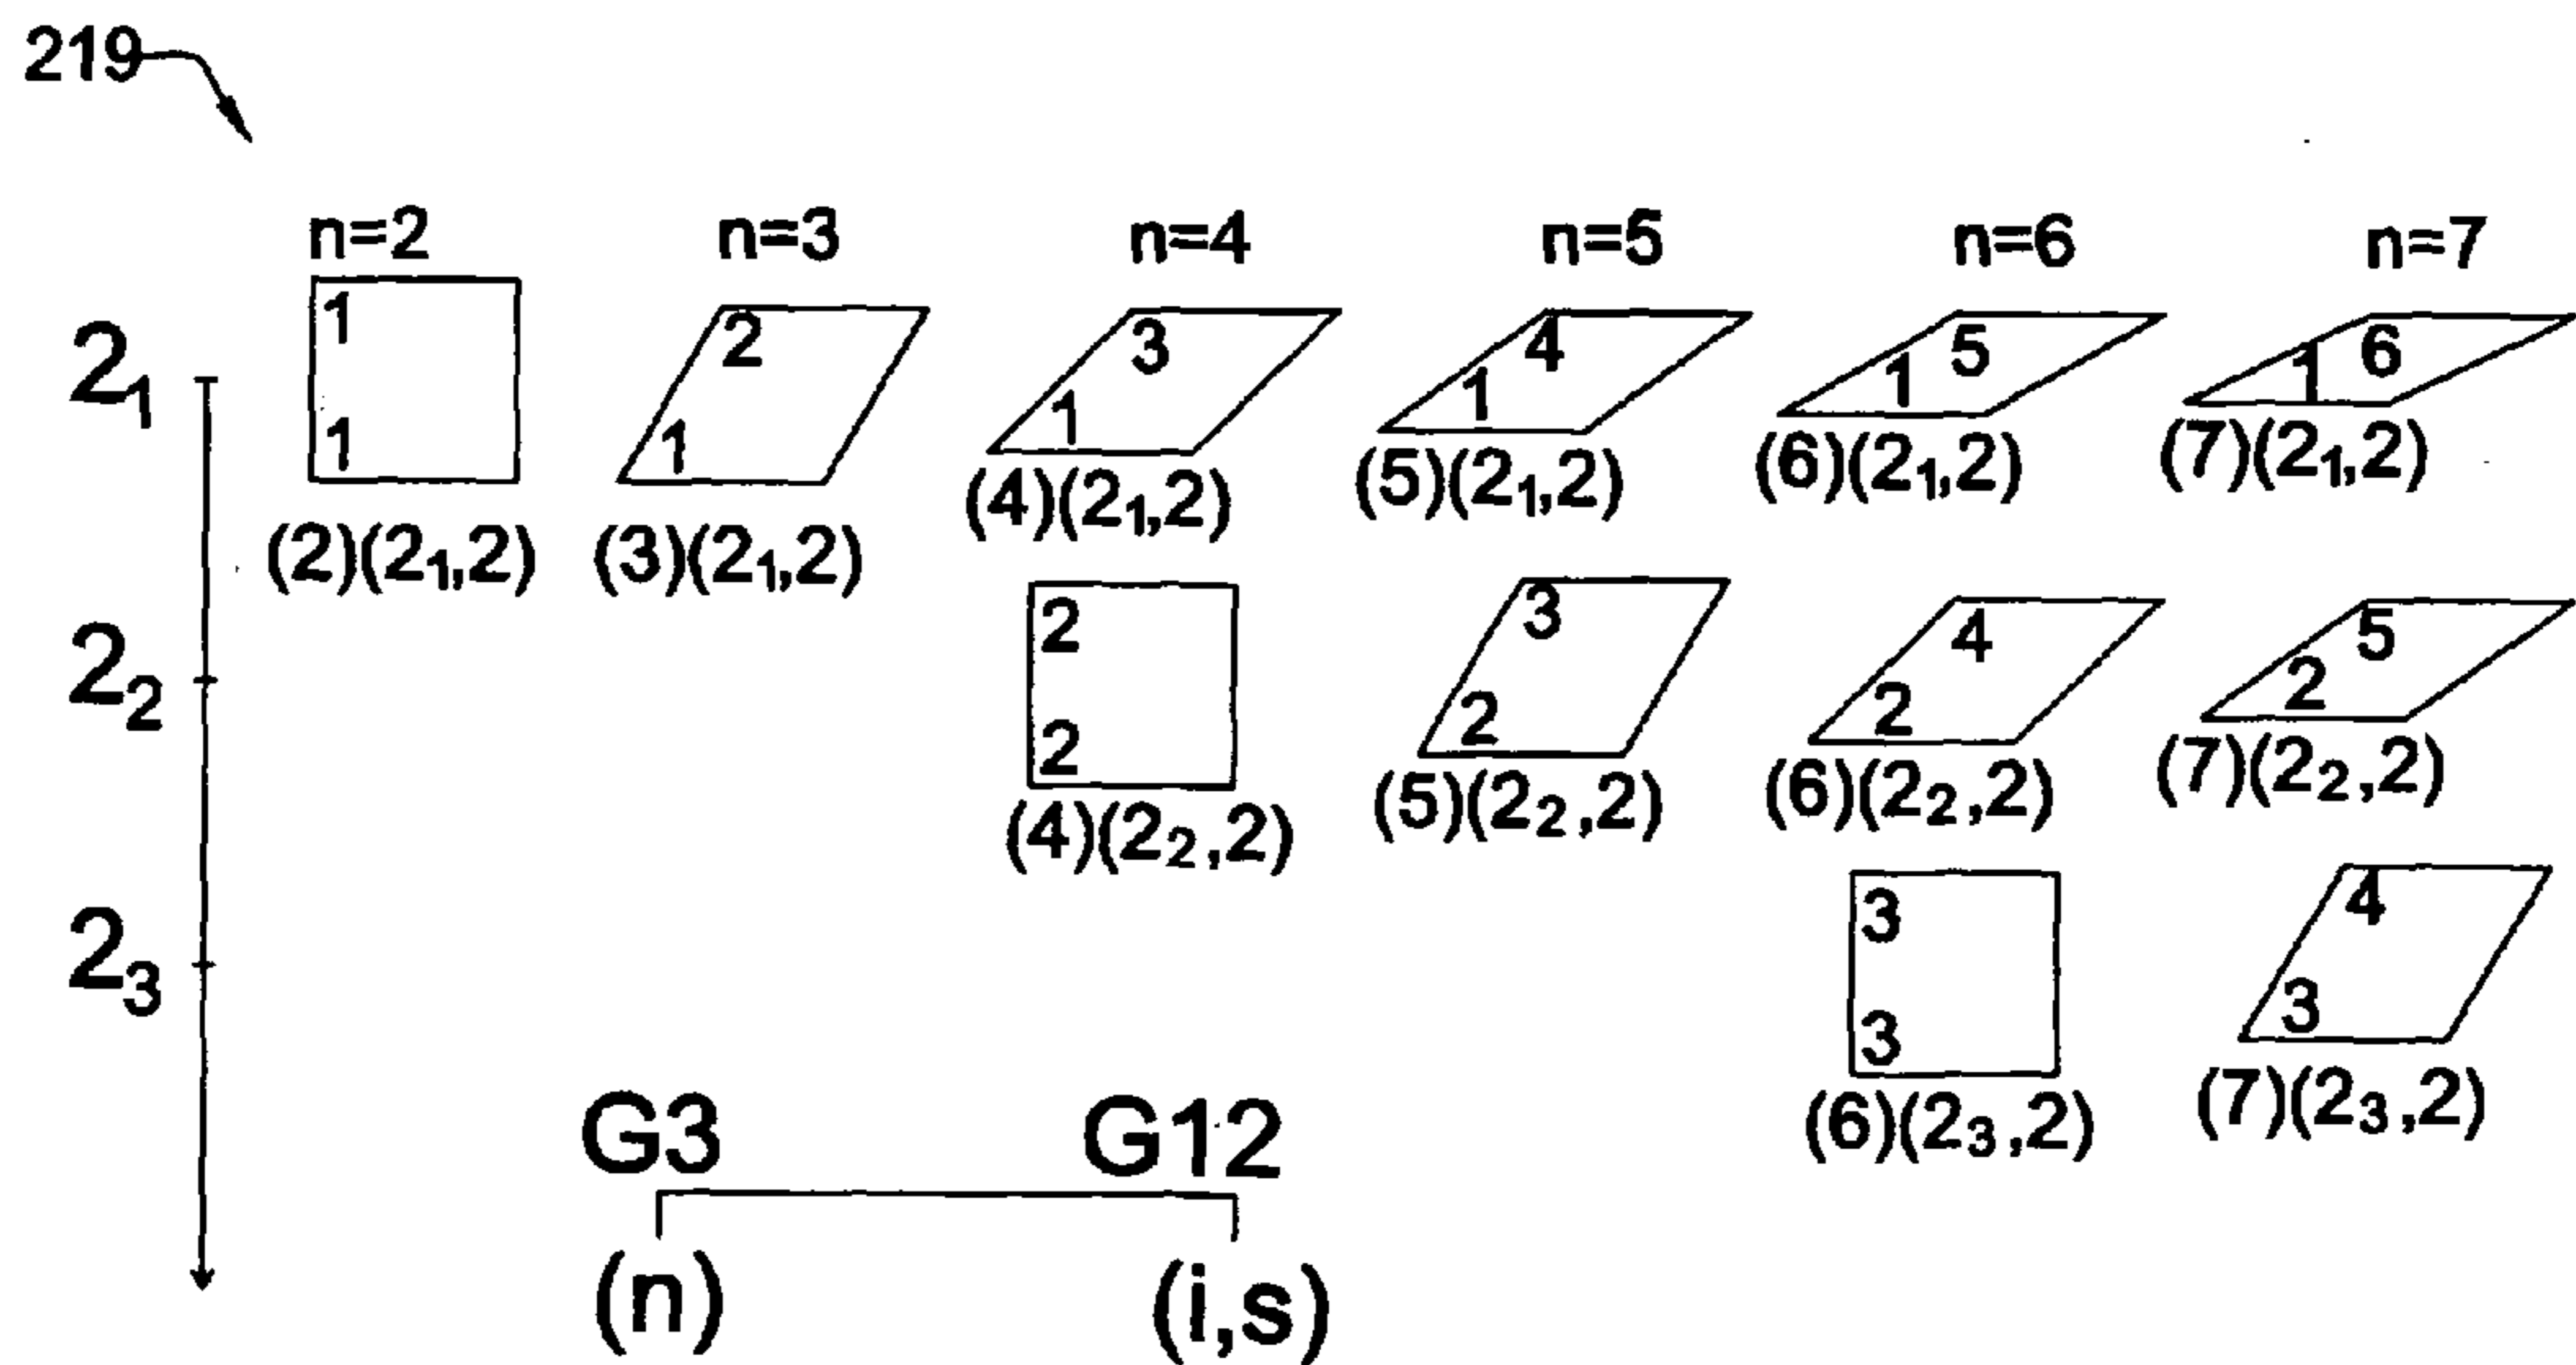 219
n=2 n=3 n=4 n=5 n=6 n=7
2₁
1 2 3 4 5 6
1 1 1 1 1 1
(2)(2₁,2) (3)(2₁,2) (4)(2₁,2) (5)(2₁,2) (6)(2₁,2) (7)(2₁,2)
2₂
2 3 4 5
2 2 2 2
(4)(2₂,2) (5)(2₂,2) (6)(2₂,2) (7)(2₂,2)
2₃
3 4
3 3
(6)(2₃,2) (7)(2₃,2)
G3 G12
(n) (i,s)